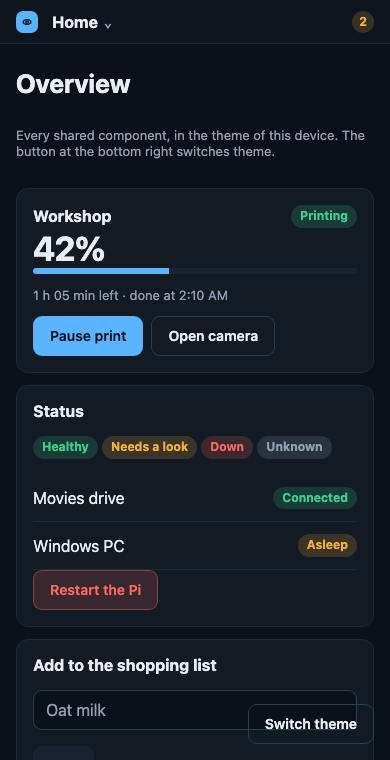 Home
2
Overview
Every shared component, in the theme of this device. The
button at the bottom right switches theme.
Workshop
Printing
42%
1 h 05 min left · done at 2:10 AM
Pause print
Open camera
Status
Healthy
Needs a look
Down
Unknown
Movies drive
Connected
Windows PC
Asleep
Restart the Pi
Add to the shopping list
Oat milk
Switch theme